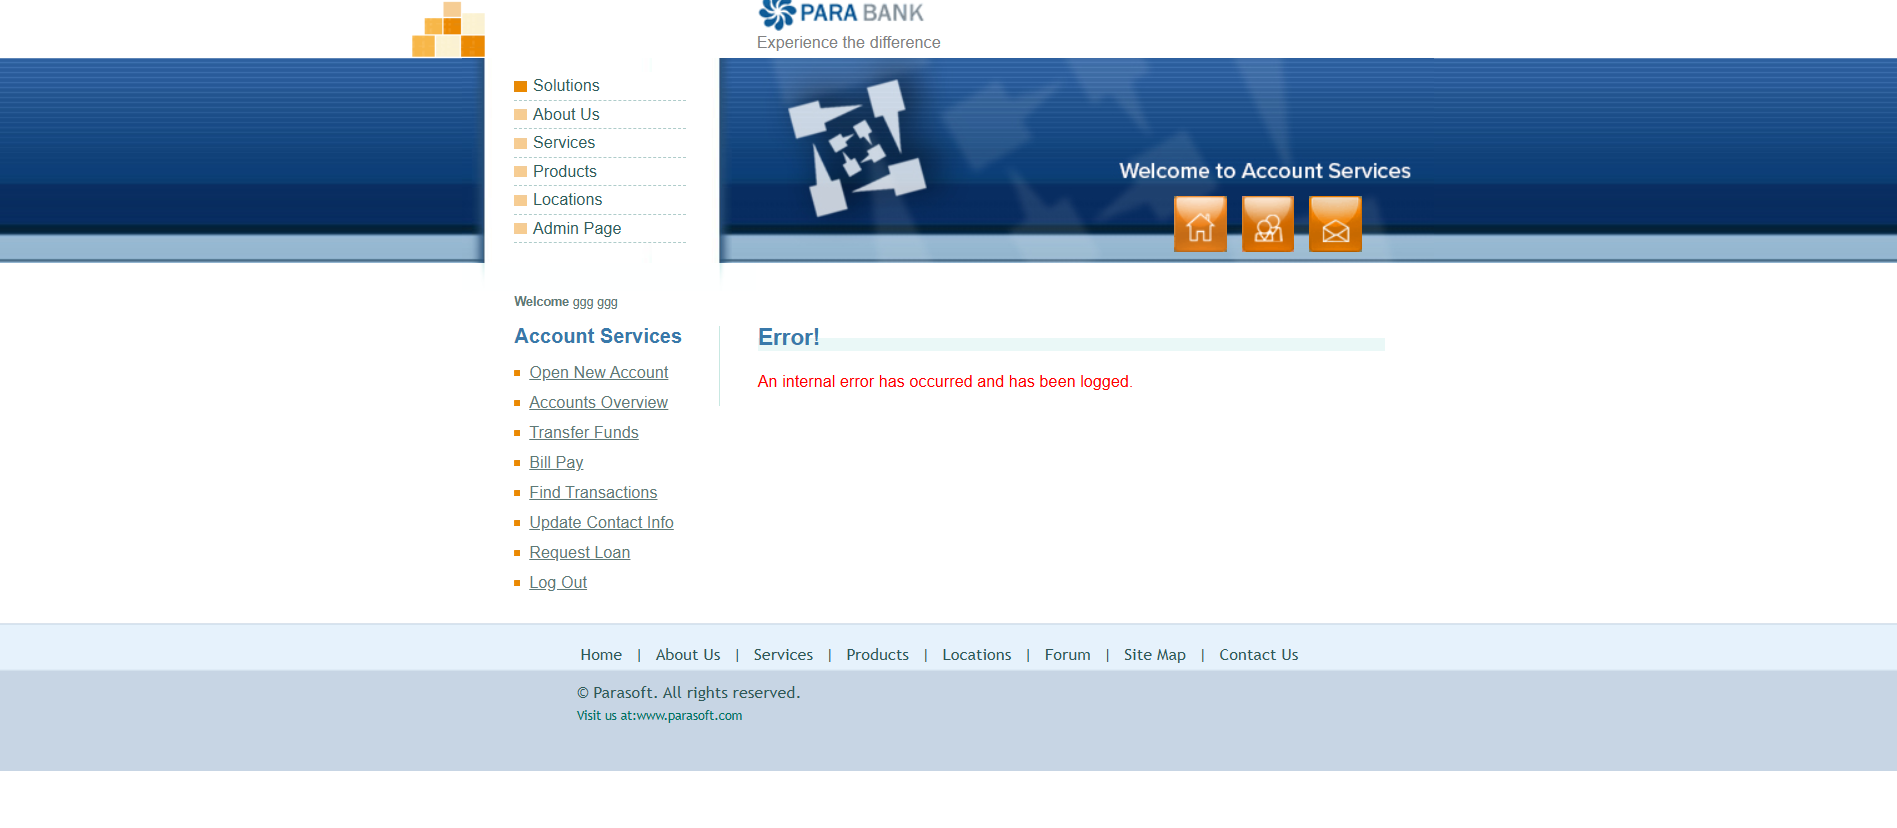 PARA BANK
Experience the difference
Solutions
About Us
Services
Products
Locations
Admin Page
Welcome to Account Services
Welcome ggg ggg
Account Services
Open New Account
Accounts Overview
Transfer Funds
Bill Pay
Find Transactions
Update Contact Info
Request Loan
Log Out
Error!
An internal error has occurred and has been logged.
Home | About Us | Services | Products | Locations | Forum | Site Map | Contact Us
© Parasoft. All rights reserved.
Visit us at:www.parasoft.com